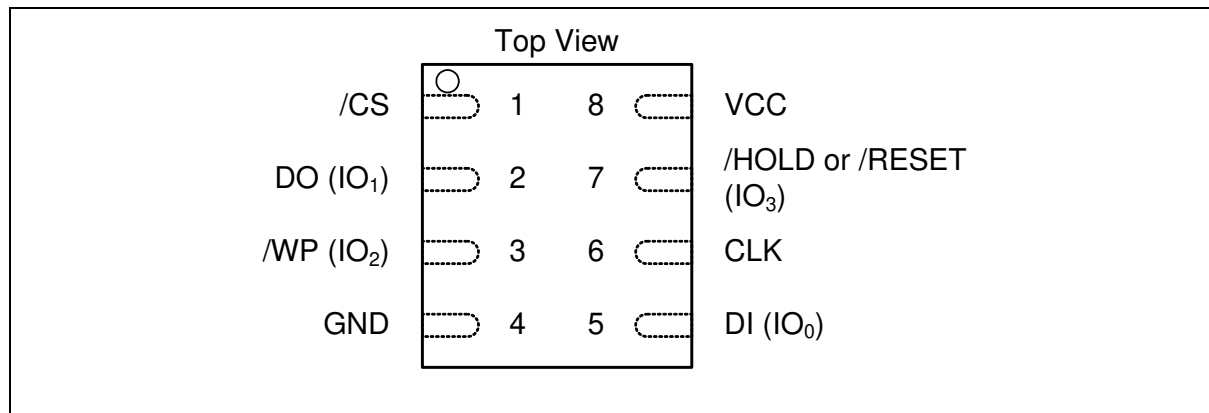 Top View
/CS 1 8 VCC
DO (IO₁) 2 7 /HOLD or /RESET
(IO₃)
/WP (IO₂) 3 6 CLK
GND 4 5 DI (IO₀)